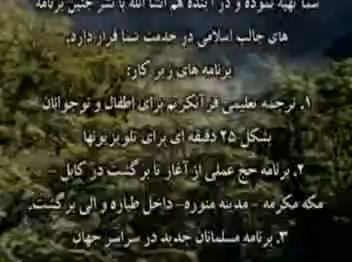 شما تهیه نموده و در آینده هم انشا الله با نشر چنین برنامه
های جالب اسلامی در خدمت شما قرار دارد.
برنامه های زیر کار:
۱. ترجمه تعلیمی قرآنکریم برای اطفال و نوجوانان
بشکل ۲۵ دقیقه ای برای تلویزیونها
۲. برنامه حج عملی از آغاز تا برگشت در کابل –
مکه مکرمه – مدینه منوره– داخل طیاره و الی برگشت.
۳. برنامه مسلمانان جدید در سراسر جهان